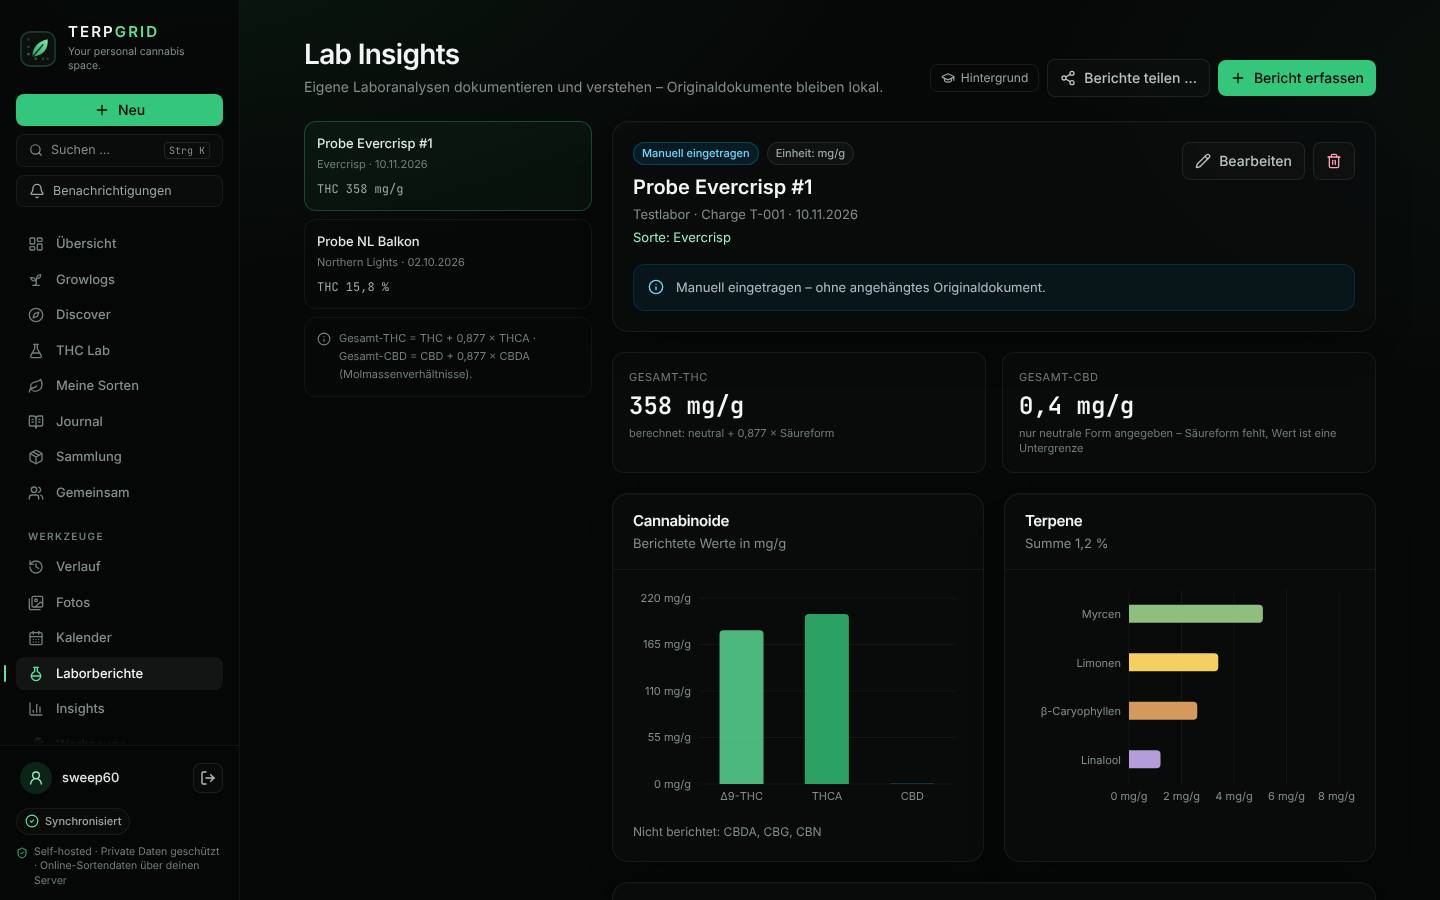 TERPGRID
Your personal cannabis
space.
Neu
Suchen ...
Strg K
Benachrichtigungen
Übersicht
Growlogs
Discover
THC Lab
Meine Sorten
Journal
Sammlung
Gemeinsam
WERKZEUGE
Verlauf
Fotos
Kalender
Laborberichte
Insights
sweep60
Synchronisiert
Self-hosted · Private Daten geschützt
· Online-Sortendaten über deinen
Server
Lab Insights
Eigene Laboranalysen dokumentieren und verstehen – Originaldokumente bleiben lokal.
Hintergrund
Berichte teilen ...
Bericht erfassen
Probe Evercrisp #1
Evercrisp · 10.11.2026
THC 358 mg/g
Probe NL Balkon
Northern Lights · 02.10.2026
THC 15,8 %
Gesamt-THC = THC + 0,877 × THCA ·
Gesamt-CBD = CBD + 0,877 × CBDA
(Molmassenverhältnisse).
Manuell eingetragen
Einheit: mg/g
Bearbeiten
Probe Evercrisp #1
Testlabor · Charge T-001 · 10.11.2026
Sorte: Evercrisp
Manuell eingetragen – ohne angehängtes Originaldokument.
GESAMT-THC
358 mg/g
berechnet: neutral + 0,877 × Säureform
GESAMT-CBD
0,4 mg/g
nur neutrale Form angegeben – Säureform fehlt, Wert ist eine
Untergrenze
Cannabinoide
Berichtete Werte in mg/g
220 mg/g
165 mg/g
110 mg/g
55 mg/g
0 mg/g
Δ9-THC
THCA
CBD
Nicht berichtet: CBDA, CBG, CBN
Terpene
Summe 1,2 %
Myrcen
Limonen
β-Caryophyllen
Linalool
0 mg/g
2 mg/g
4 mg/g
6 mg/g
8 mg/g